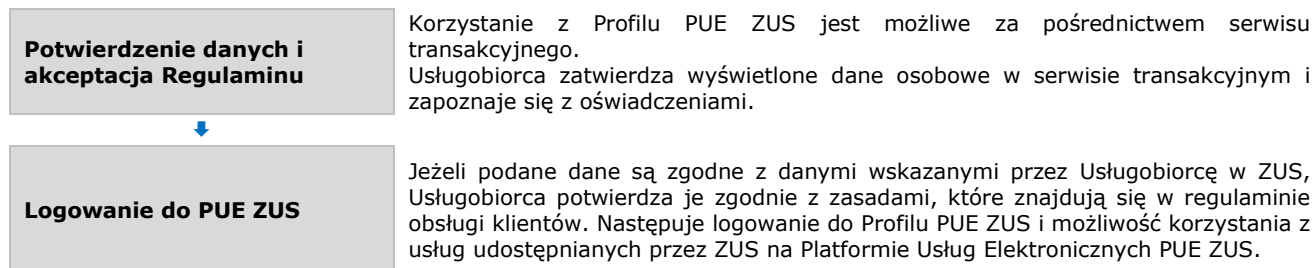 Potwierdzenie danych i
akceptacja Regulaminu
Korzystanie z Profilu PUE ZUS jest możliwe za pośrednictwem serwisu
transakcyjnego.
Usługobiorca zatwierdza wyświetlone dane osobowe w serwisie transakcyjnym i
zapoznaje się z oświadczeniami.
Logowanie do PUE ZUS
Jeżeli podane dane są zgodne z danymi wskazanymi przez Usługobiorcę w ZUS,
Usługobiorca potwierdza je zgodnie z zasadami, które znajdują się w regulaminie
obsługi klientów. Następuje logowanie do Profilu PUE ZUS i możliwość korzystania z
usług udostępnianych przez ZUS na Platformie Usług Elektronicznych PUE ZUS.